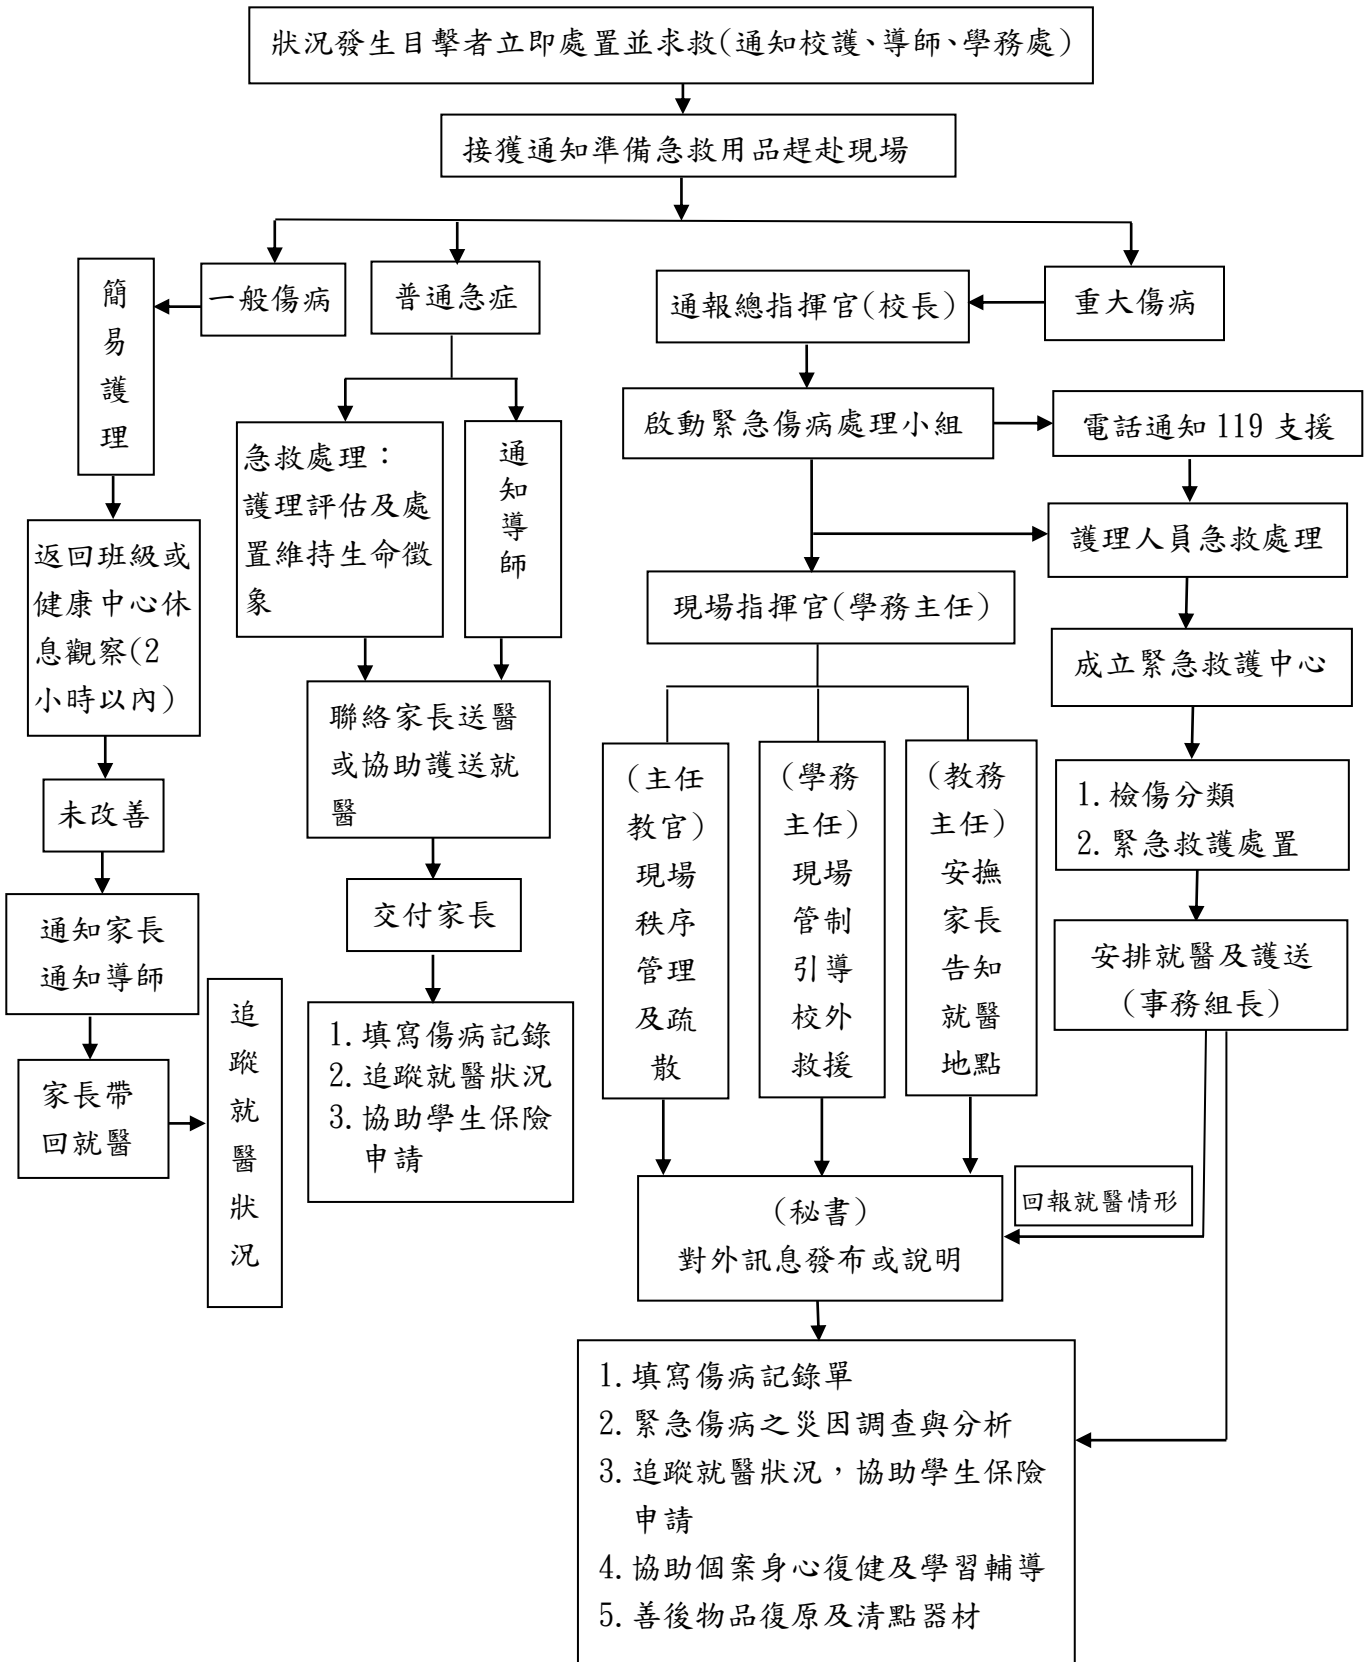 狀況發生目擊者立即處置並求救(通知校護、導師、學務處)
接獲通知準備急救用品趕赴現場
一般傷病
簡
易
護
理
返回班級或
健康中心休
息觀察(2
小時以內)
未改善
通知家長
通知導師
家長帶
回就醫
追
蹤
就
醫
狀
況
普通急症
急救處理：
護理評估及處
置維持生命徵
象
通
知
導
師
聯絡家長送醫
或協助護送就
醫
交付家長
1.填寫傷病記錄
2.追蹤就醫狀況
3.協助學生保險
申請
重大傷病
通報總指揮官(校長)
啟動緊急傷病處理小組
電話通知 119 支援
護理人員急救處理
現場指揮官(學務主任)
成立緊急救護中心
(主任
教官)
現場
秩序
管理
及疏
散
(學務
主任)
現場
管制
引導
校外
救援
(教務
主任)
安撫
家長
告知
就醫
地點
1.檢傷分類
2.緊急救護處置
安排就醫及護送
(事務組長)
回報就醫情形
(秘書)
對外訊息發布或說明
1.填寫傷病記錄單
2.緊急傷病之災因調查與分析
3.追蹤就醫狀況，協助學生保險
申請
4.協助個案身心復健及學習輔導
5.善後物品復原及清點器材